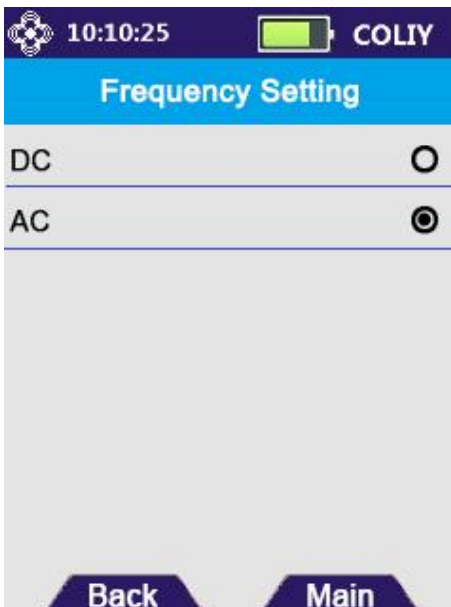 10:10:25 COLIY
Frequency Setting
DC
AC
Back Main